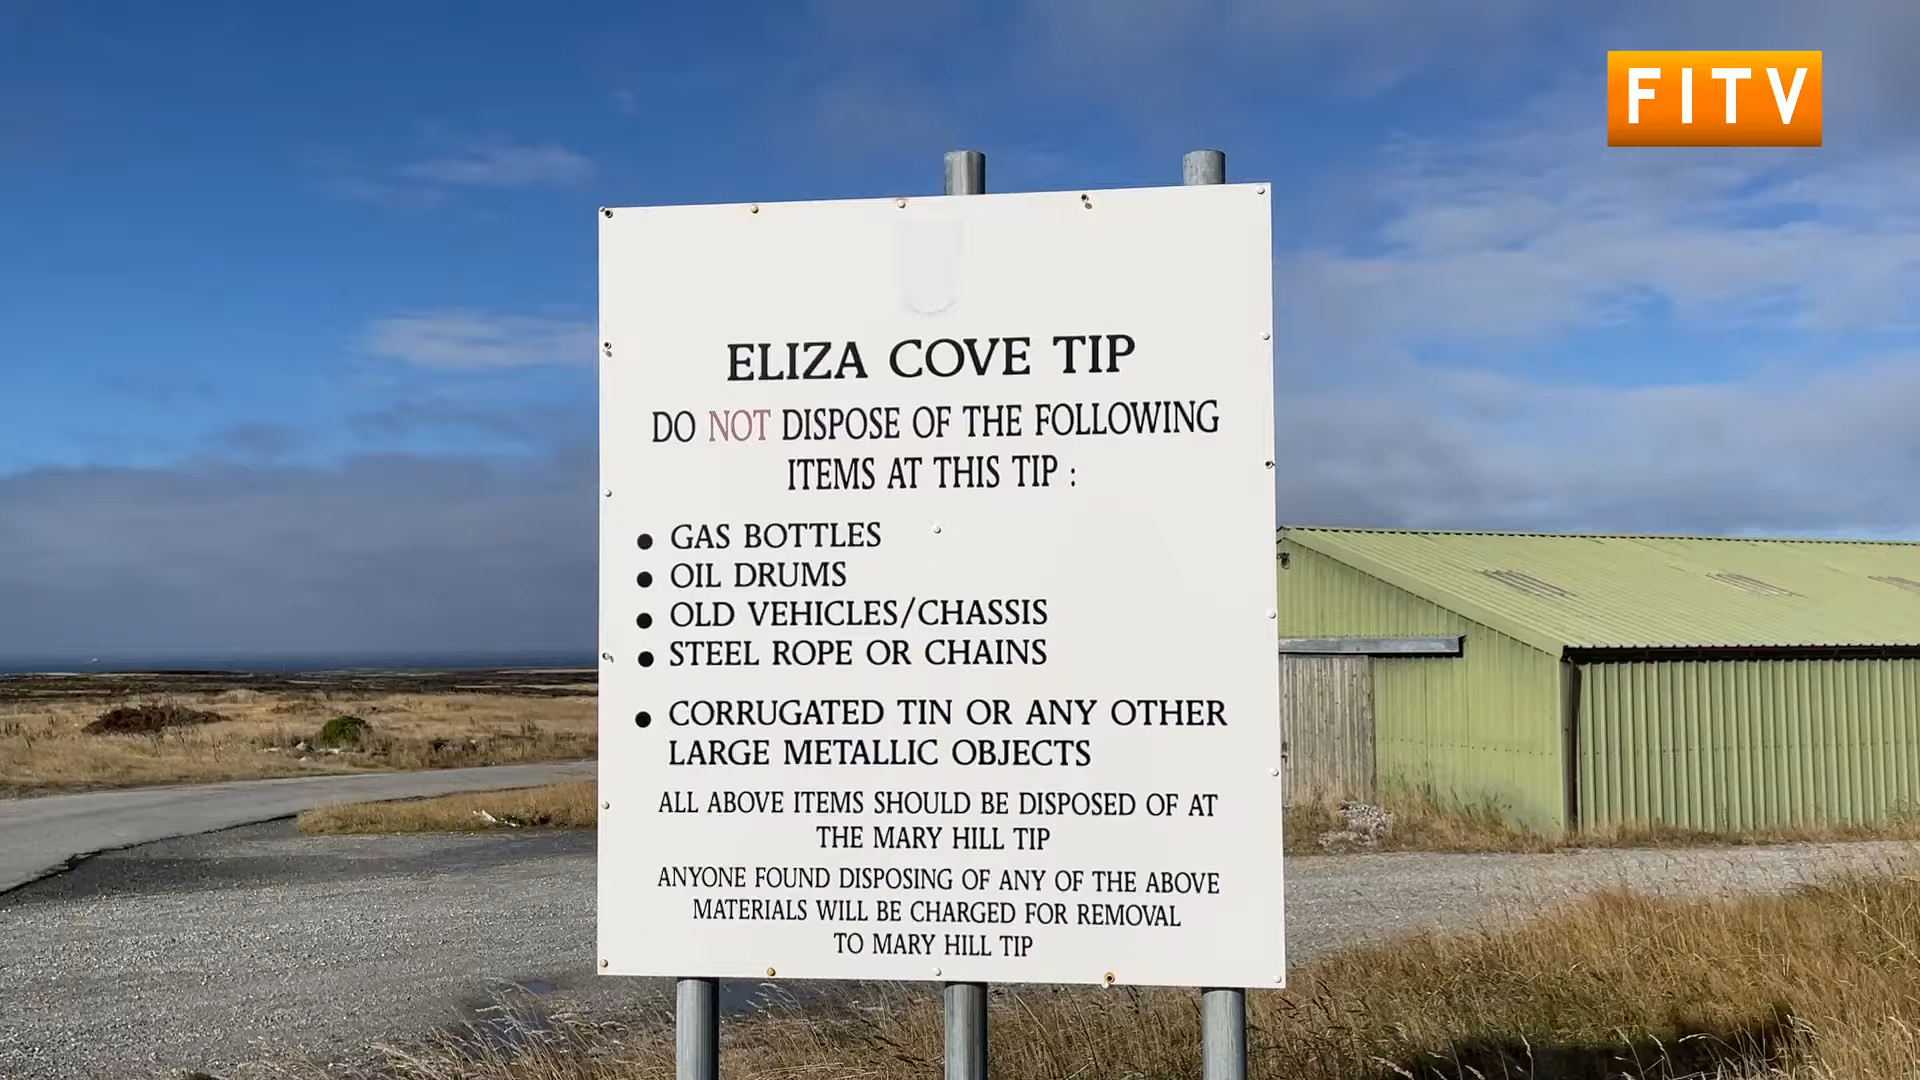 FITV
ELIZA COVE TIP
DO NOT DISPOSE OF THE FOLLOWING
ITEMS AT THIS TIP :
● GAS BOTTLES
● OIL DRUMS
● OLD VEHICLES/CHASSIS
● STEEL ROPE OR CHAINS
● CORRUGATED TIN OR ANY OTHER
LARGE METALLIC OBJECTS
ALL ABOVE ITEMS SHOULD BE DISPOSED OF AT
THE MARY HILL TIP
ANYONE FOUND DISPOSING OF ANY OF THE ABOVE
MATERIALS WILL BE CHARGED FOR REMOVAL
TO MARY HILL TIP